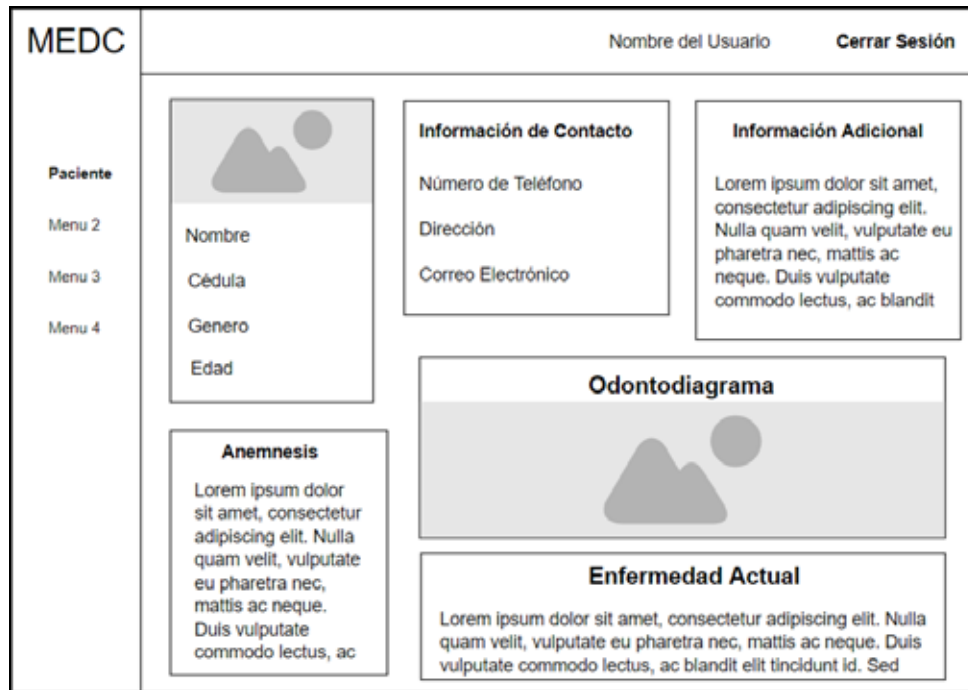 MEDC
Nombre del Usuario
Cerrar Sesión
Paciente
Menu 2
Menu 3
Menu 4
Nombre
Cédula
Genero
Edad
Información de Contacto
Número de Teléfono
Dirección
Correo Electrónico
Información Adicional
Lorem ipsum dolor sit amet,
consectetur adipiscing elit.
Nulla quam velit, vulputate eu
pharetra nec, mattis ac
neque. Duis vulputate
commodo lectus, ac blandit
Anemnesis
Lorem ipsum dolor
sit amet, consectetur
adipiscing elit. Nulla
quam velit, vulputate
eu pharetra nec,
mattis ac neque.
Duis vulputate
commodo lectus, ac
Odontodiagrama
Enfermedad Actual
Lorem ipsum dolor sit amet, consectetur adipiscing elit. Nulla
quam velit, vulputate eu pharetra nec, mattis ac neque. Duis
vulputate commodo lectus, ac blandit elit tincidunt id. Sed